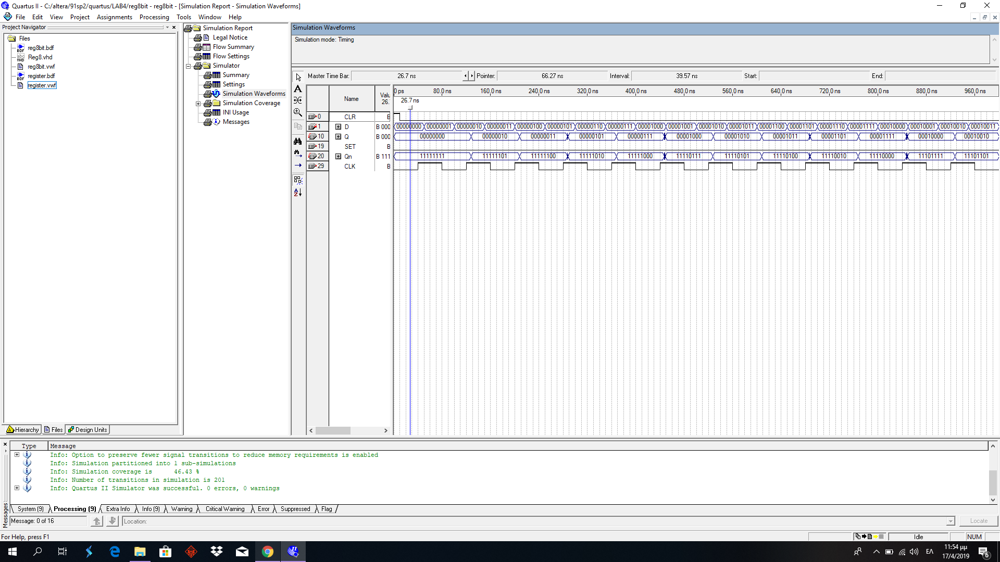 Quartus II - C:/altera/91sp2/quartus/LAB4/reg8bit - reg8bit - [Simulation Report - Simulation Waveforms]
File Edit View Project Assignments Processing Tools Window Help
Project Navigator
Files
reg8bit.bdf
Reg8.vhd
reg8bit.vwf
register.bdf
register.vwf
Hierarchy Files Design Units
Simulation Report
Legal Notice
Flow Summary
Flow Settings
Simulator
Summary
Settings
Simulation Waveforms
Simulation Coverage
INI Usage
Messages
Simulation Waveforms
Simulation mode: Timing
Master Time Bar: 26.7 ns Pointer: 66.27 ns Interval: 39.57 ns Start: End:
Name Valu 26.
0 ps 80.0 ns 160.0 ns 240.0 ns 320.0 ns 400.0 ns 480.0 ns 560.0 ns 640.0 ns 720.0 ns 800.0 ns 880.0 ns 960.0 ns
26.7 ns
0 CLR B
1 D B 000 00000000 00000001 00000010 00000011 00000100 00000101 00000110 00000111 00001000 00001001 00001010 00001011 00001100 00001101 00001110 00001111 00010000 00010001 00010010 00010011
10 Q B 000 00000000 00000010 00000011 00000101 00000111 00001000 00001010 00001011 00001101 00001111 00010000 00010010
19 SET B
20 Qn B 111 11111111 11111101 11111100 11111010 11111000 11110111 11110101 11110100 11110010 11110000 11101111 11101101
29 CLK B
Type Message
Info: Option to preserve fewer signal transitions to reduce memory requirements is enabled
Info: Simulation partitioned into 1 sub-simulations
Info: Simulation coverage is 46.43 %
Info: Number of transitions in simulation is 201
Info: Quartus II Simulator was successful. 0 errors, 0 warnings
System (9) Processing (9) Extra Info Info (9) Warning Critical Warning Error Suppressed Flag
Messages
Message: 0 of 16 Location: Locate
For Help, press F1 Idle NUM
ΕΛ 11:54 μμ
17/4/2019 6